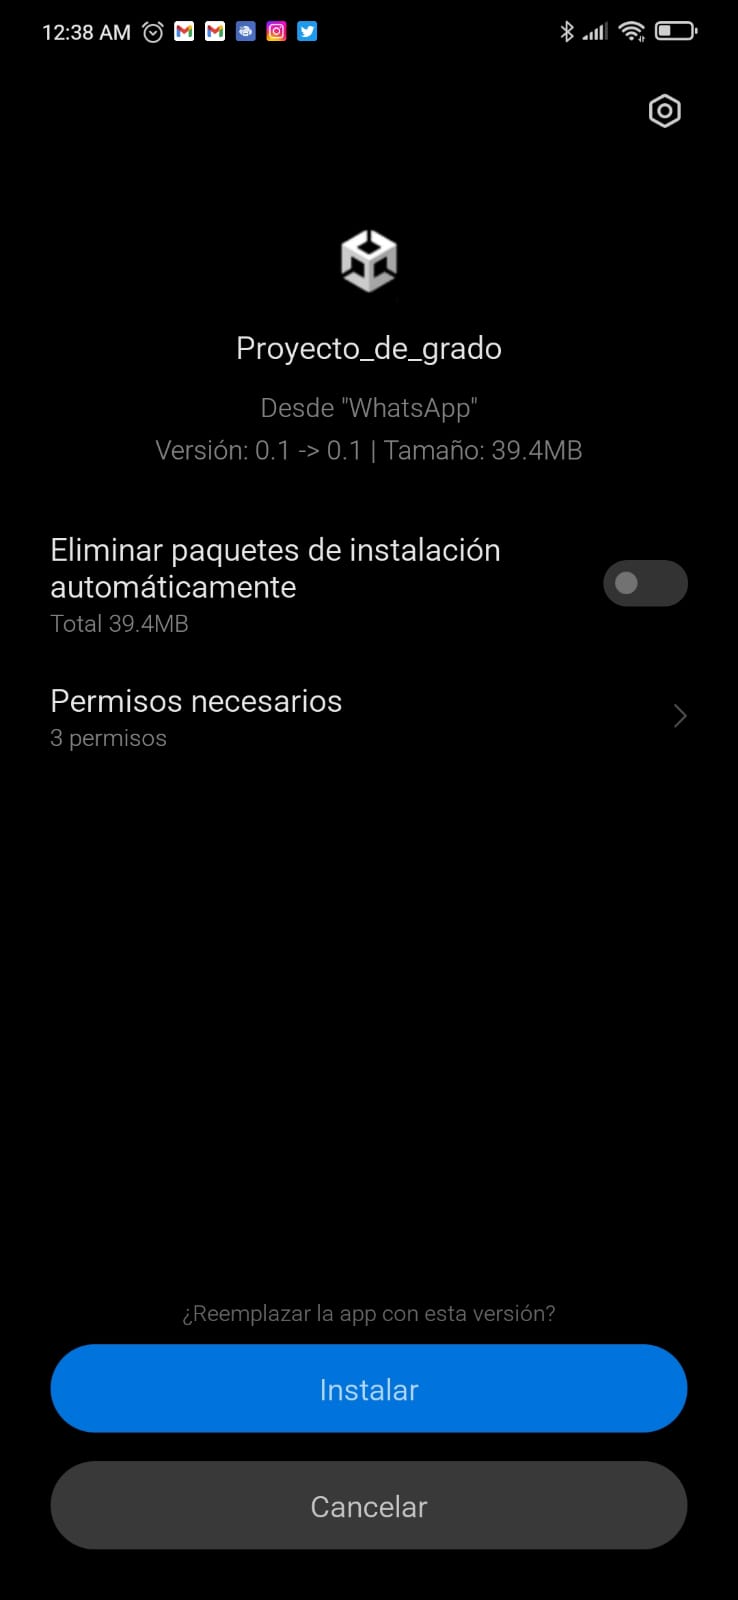 12:38 AM
Proyecto_de_grado
Desde "WhatsApp"
Versión: 0.1 -> 0.1 | Tamaño: 39.4MB
Eliminar paquetes de instalación
automáticamente
Total 39.4MB
Permisos necesarios
3 permisos
¿Reemplazar la app con esta versión?
Instalar
Cancelar